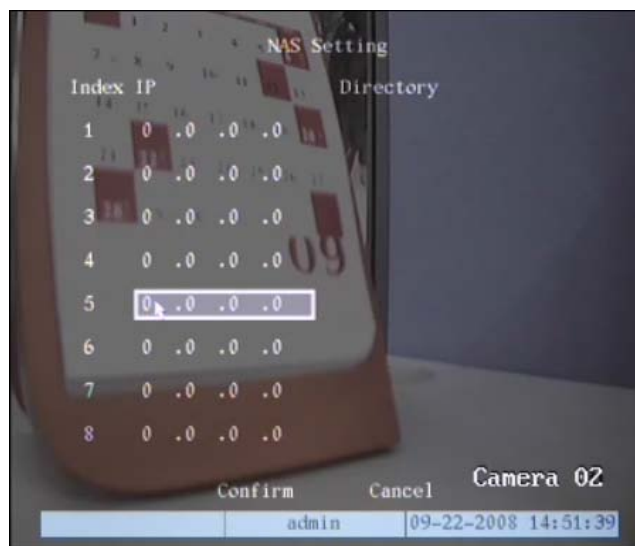 NAS Setting
Index IP Directory
1 0 .0 .0 .0
2 0 .0 .0 .0
3 0 .0 .0 .0
4 0 .0 .0 .0
09
5 0 .0 .0 .0
6 0 .0 .0 .0
7 0 .0 .0 .0
8 0 .0 .0 .0
Camera 02
Confirm Cancel
admin 09-22-2008 14:51:39